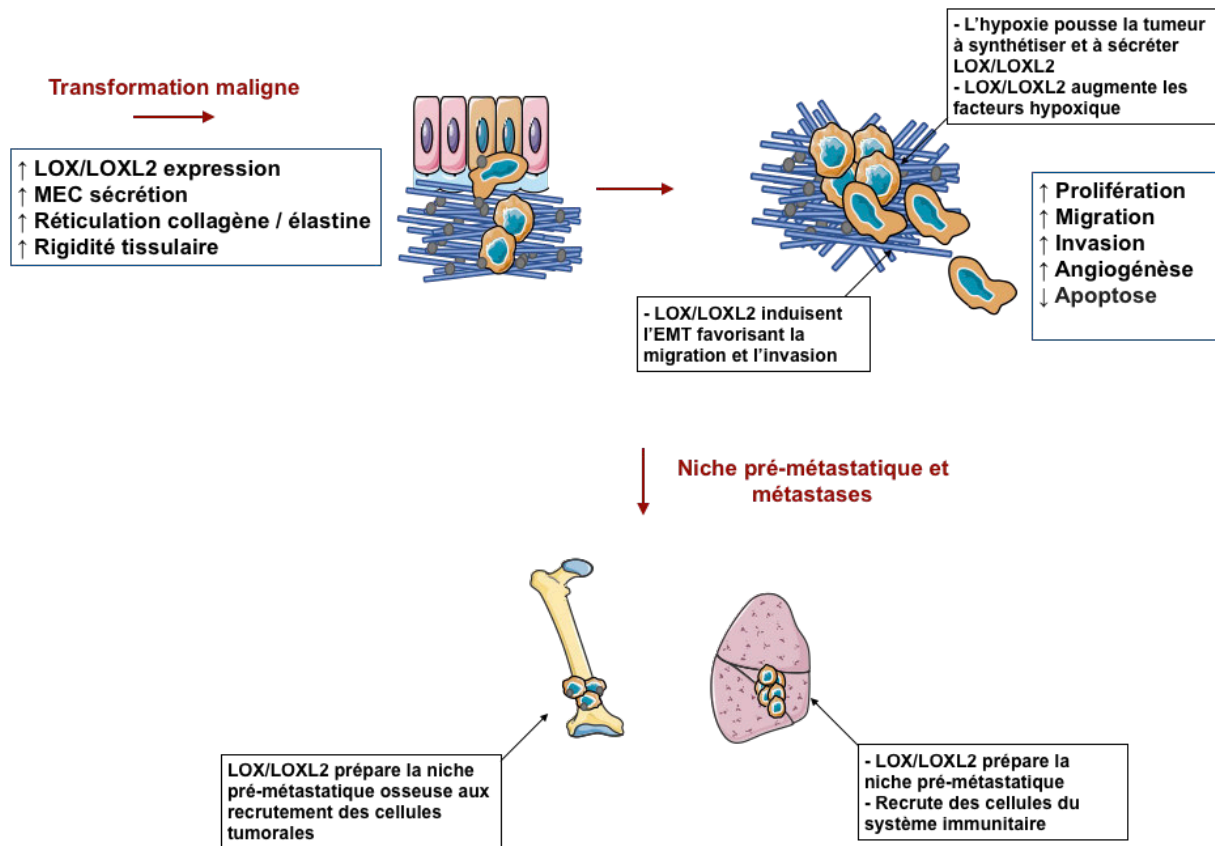 Transformation maligne
↑ LOX/LOXL2 expression
↑ MEC sécrétion
↑ Réticulation collagène / élastine
↑ Rigidité tissulaire
- L’hypoxie pousse la tumeur
à synthétiser et à sécréter
LOX/LOXL2
- LOX/LOXL2 augmente les
facteurs hypoxique
↑ Prolifération
↑ Migration
↑ Invasion
↑ Angiogénèse
↓ Apoptose
- LOX/LOXL2 induisent
l’EMT favorisant la
migration et l’invasion
Niche pré-métastatique et
métastases
LOX/LOXL2 prépare la niche
pré-métastatique osseuse aux
recrutement des cellules
tumorales
- LOX/LOXL2 prépare la
niche pré-métastatique
- Recrute des cellules du
système immunitaire